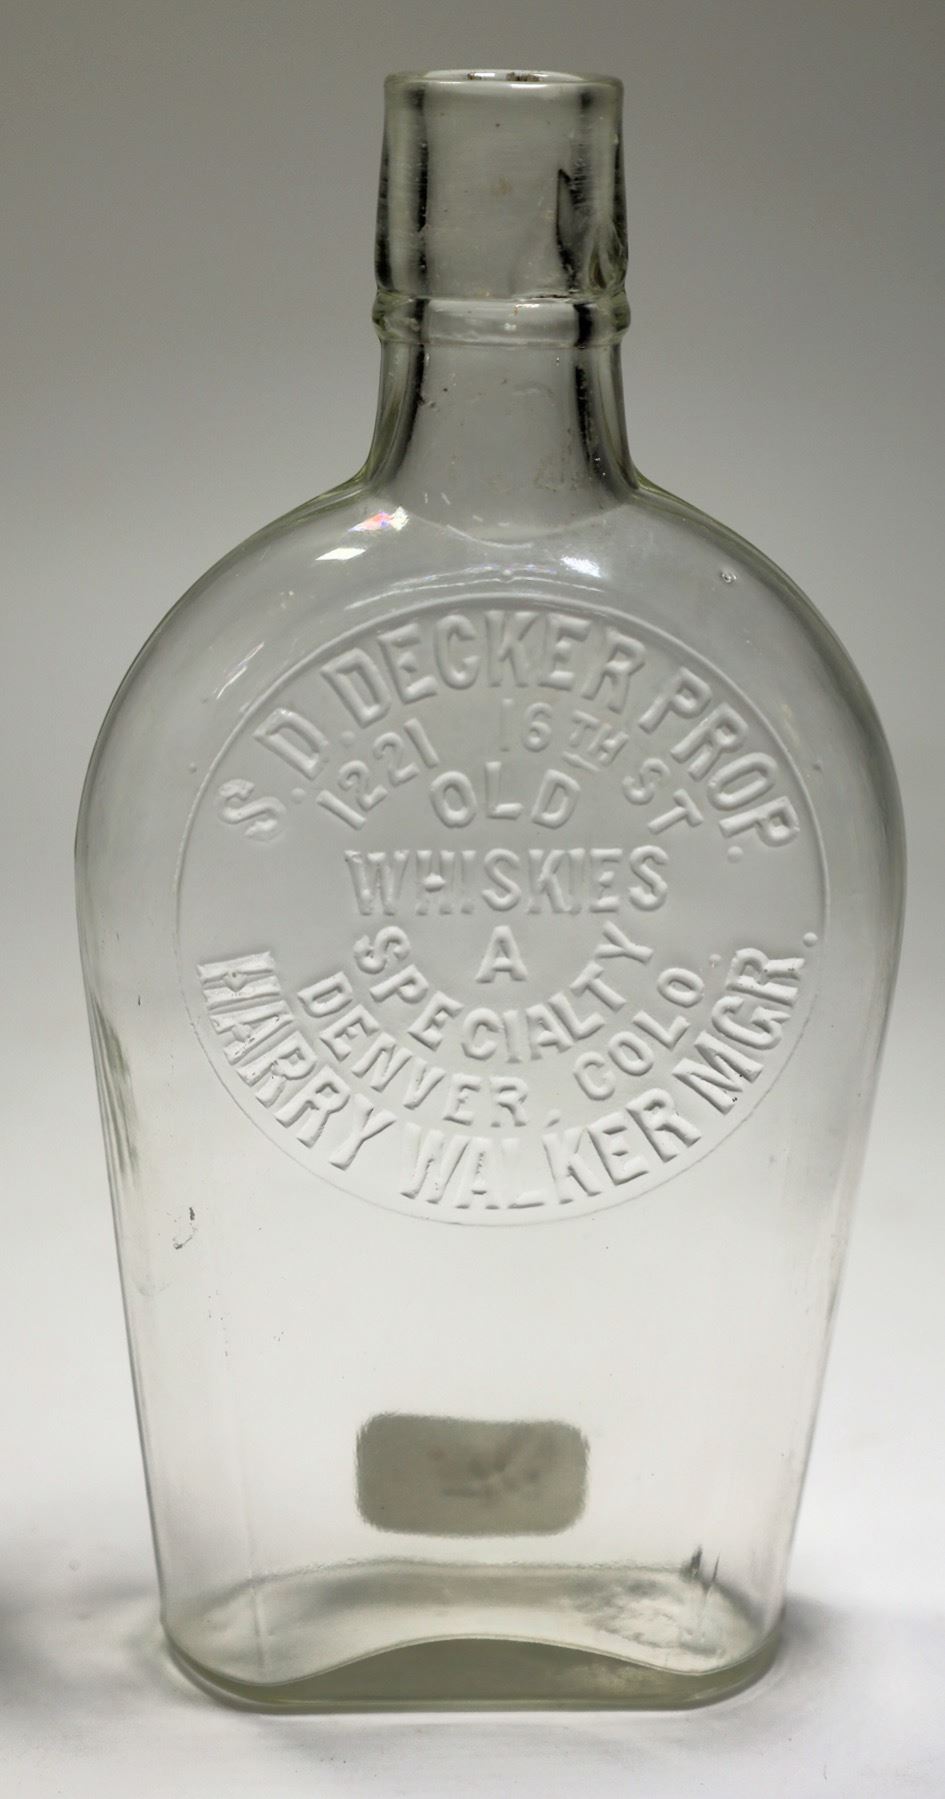 S. D. DECKER PROP.
1221 16TH ST
OLD
WHISKIES
A
SPECIALTY
DENVER, COLO.
HARRY WALKER MGR.